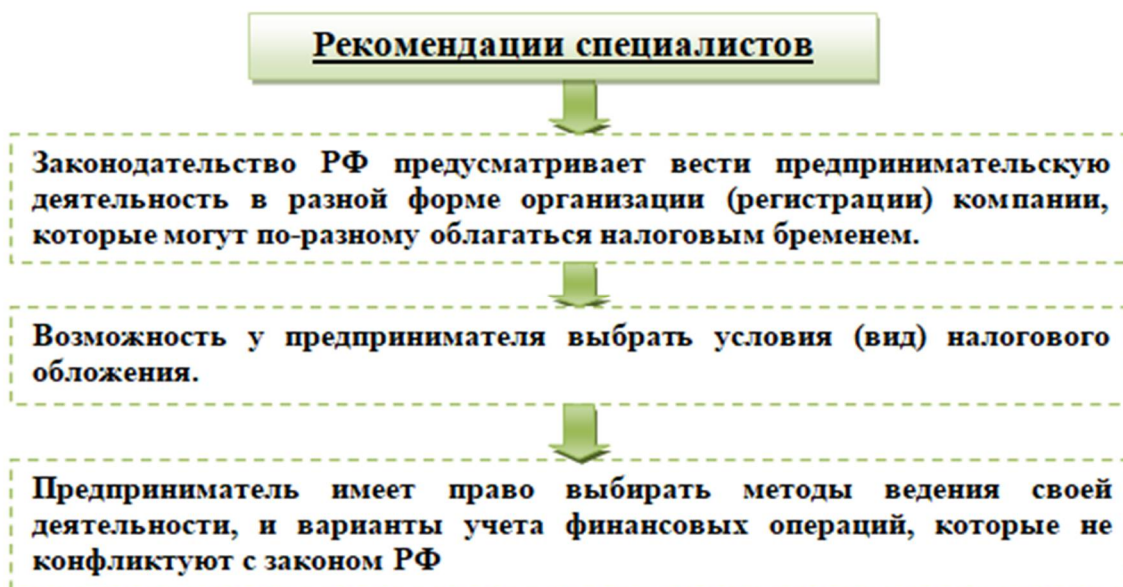 Рекомендации специалистов
Законодательство РФ предусматривает вести предпринимательскую
деятельность в разной форме организации (регистрации) компании,
которые могут по-разному облагаться налоговым бременем.
Возможность у предпринимателя выбрать условия (вид) налогового
обложения.
Предприниматель имеет право выбирать методы ведения своей
деятельности, и варианты учета финансовых операций, которые не
конфликтуют с законом РФ